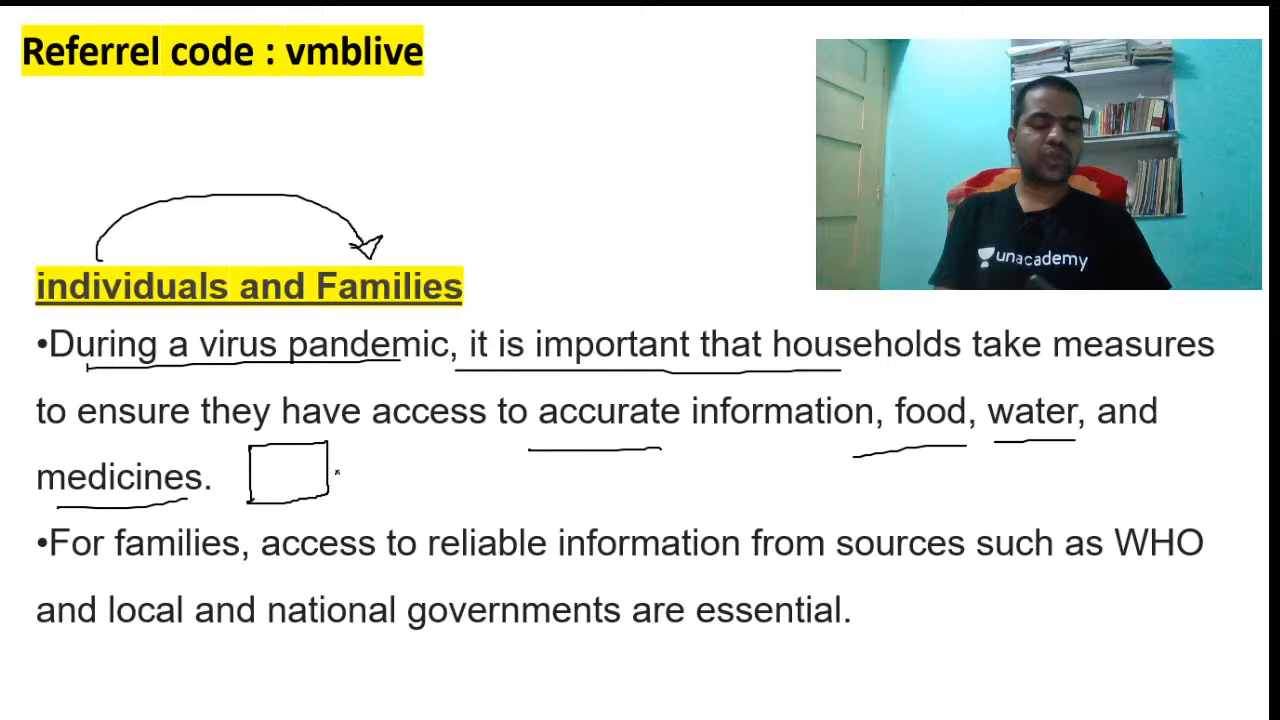 Referrel code : vmblive
unacademy
individuals and Families
•During a virus pandemic, it is important that households take measures
to ensure they have access to accurate information, food, water, and
medicines.
•For families, access to reliable information from sources such as WHO
and local and national governments are essential.